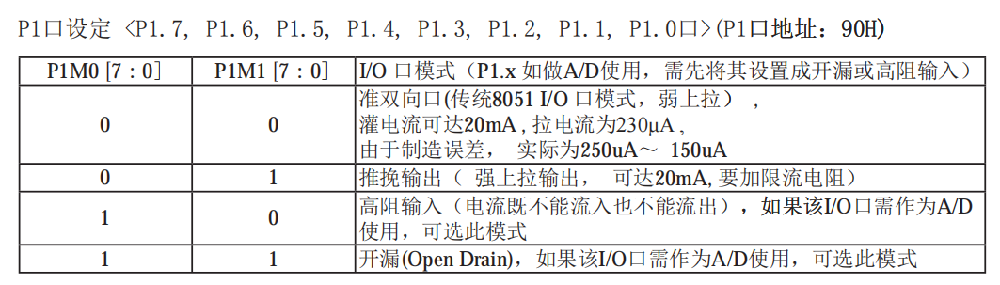 P1口设定 <P1.7, P1.6, P1.5, P1.4, P1.3, P1.2, P1.1, P1.0口>(P1口地址：90H)
P1M0 [7 : 0] P1M1 [7 : 0] I/O 口模式（P1.x 如做A/D使用，需先将其设置成开漏或高阻输入）
0 0 准双向口(传统8051 I/O 口模式，弱上拉） ,
灌电流可达20mA , 拉电流为230μA ,
由于制造误差， 实际为250uA～ 150uA
0 1 推挽输出（ 强上拉输出， 可达20mA, 要加限流电阻）
1 0 高阻输入（电流既不能流入也不能流出），如果该I/O口需作为A/D
使用，可选此模式
1 1 开漏(Open Drain)，如果该I/O口需作为A/D使用，可选此模式